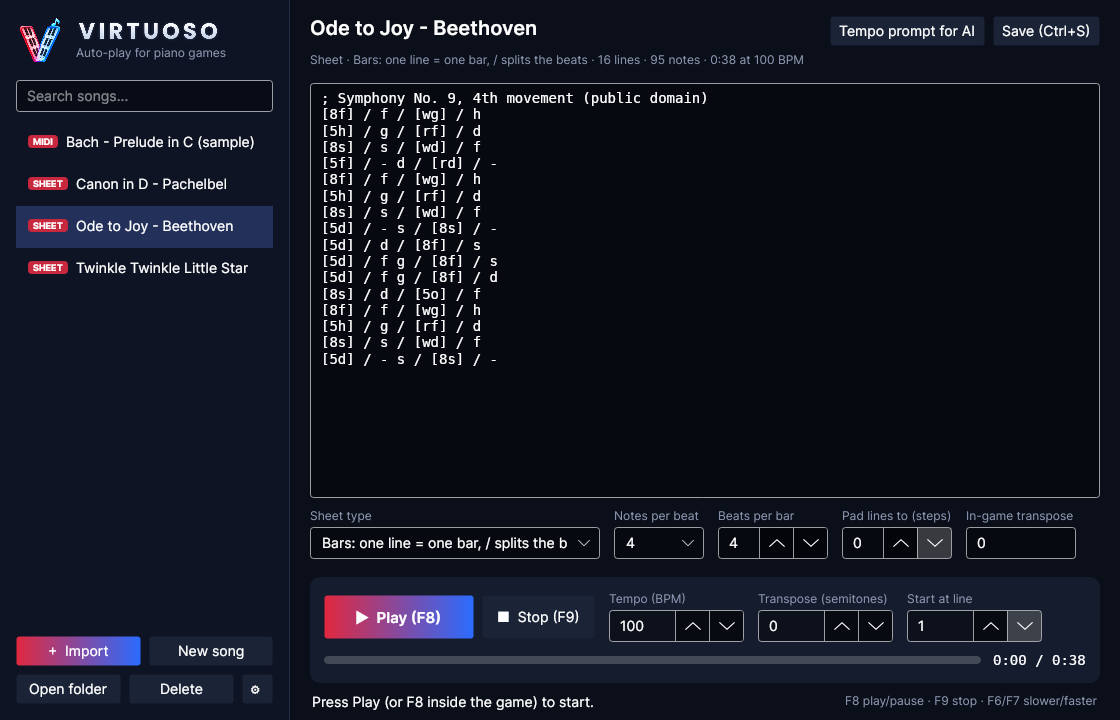 VIRTUOSO
Auto-play for piano games
Search songs...
MIDI Bach - Prelude in C (sample)
SHEET Canon in D - Pachelbel
SHEET Ode to Joy - Beethoven
SHEET Twinkle Twinkle Little Star
+ Import
New song
Open folder
Delete
Ode to Joy - Beethoven
Tempo prompt for AI
Save (Ctrl+S)
Sheet · Bars: one line = one bar, / splits the beats · 16 lines · 95 notes · 0:38 at 100 BPM
; Symphony No. 9, 4th movement (public domain)
[8f] / f / [wg] / h
[5h] / g / [rf] / d
[8s] / s / [wd] / f
[5f] / - d / [rd] / -
[8f] / f / [wg] / h
[5h] / g / [rf] / d
[8s] / s / [wd] / f
[5d] / - s / [8s] / -
[5d] / d / [8f] / s
[5d] / f g / [8f] / s
[5d] / f g / [8f] / d
[8s] / d / [5o] / f
[8f] / f / [wg] / h
[5h] / g / [rf] / d
[8s] / s / [wd] / f
[5d] / - s / [8s] / -
Sheet type
Notes per beat
Beats per bar
Pad lines to (steps)
In-game transpose
Bars: one line = one bar, / splits the b
4
4
0
0
Play (F8)
Stop (F9)
Tempo (BPM)
Transpose (semitones)
Start at line
100
0
1
0:00 / 0:38
Press Play (or F8 inside the game) to start.
F8 play/pause · F9 stop · F6/F7 slower/faster